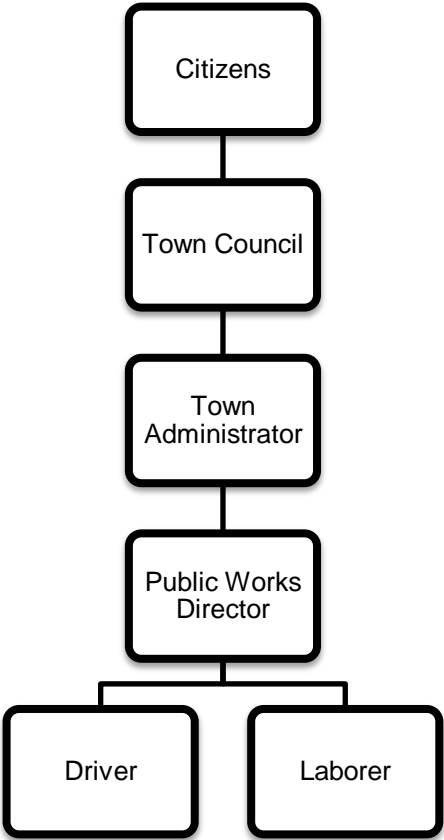 Citizens
Town Council
Town
Administrator
Public Works
Director
Driver
Laborer